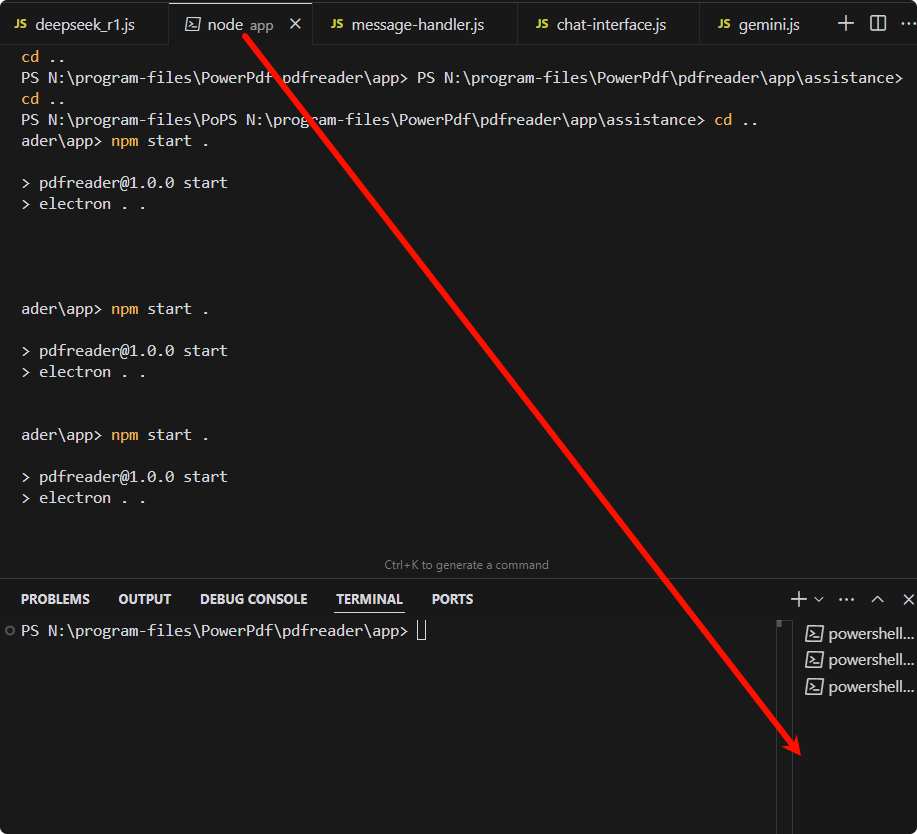 JS deepseek_r1.js
node app
JS message-handler.js
JS chat-interface.js
JS gemini.js
cd ..
PS N:\program-files\PowerPdf\pdfreader\app> PS N:\program-files\PowerPdf\pdfreader\app\assistance>
cd ..
PS N:\program-files\PoPS N:\program-files\PowerPdf\pdfreader\app\assistance> cd ..
ader\app> npm start .
> pdfreader@1.0.0 start
> electron . .
ader\app> npm start .
> pdfreader@1.0.0 start
> electron . .
ader\app> npm start .
> pdfreader@1.0.0 start
> electron . .
Ctrl+K to generate a command
PROBLEMS OUTPUT DEBUG CONSOLE TERMINAL PORTS
PS N:\program-files\PowerPdf\pdfreader\app>
powershell...
powershell...
powershell...